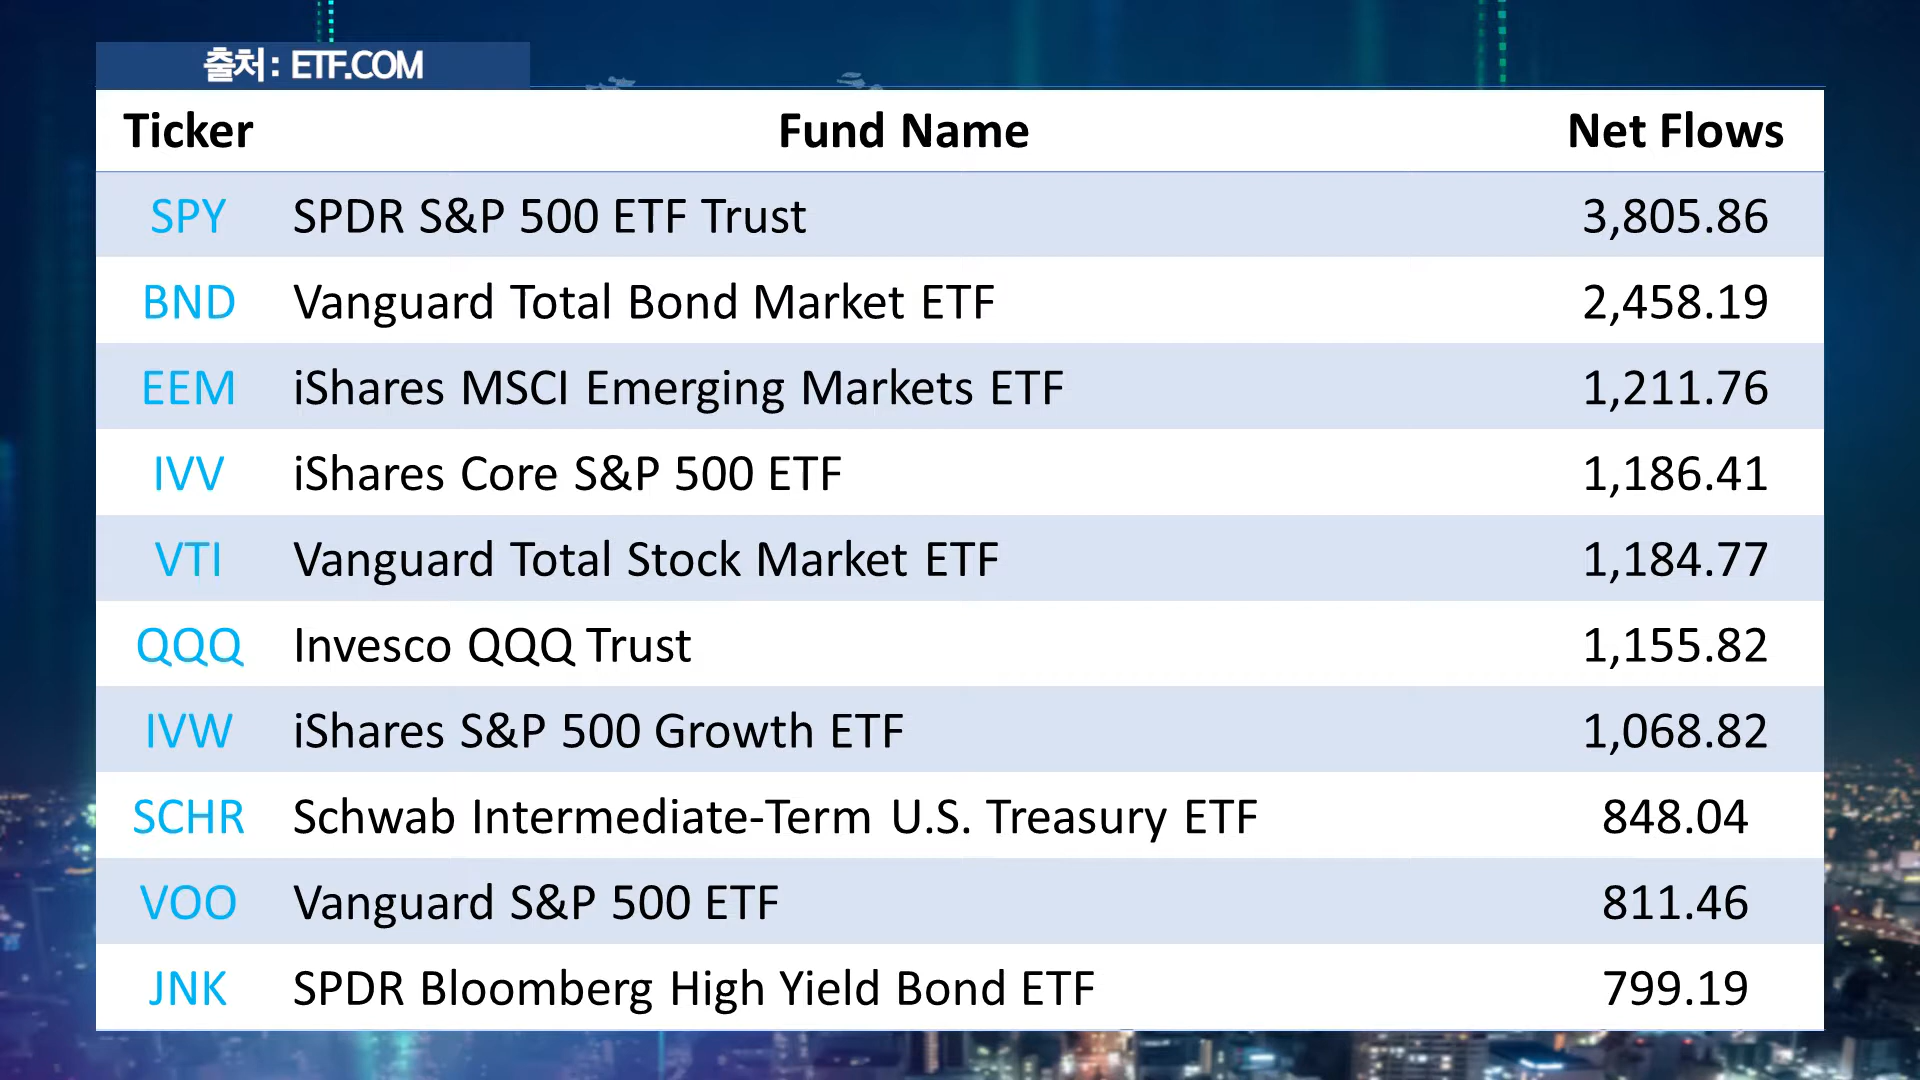 출처: ETF.COM
Ticker Fund Name Net Flows
SPY SPDR S&P 500 ETF Trust 3,805.86
BND Vanguard Total Bond Market ETF 2,458.19
EEM iShares MSCI Emerging Markets ETF 1,211.76
IVV iShares Core S&P 500 ETF 1,186.41
VTI Vanguard Total Stock Market ETF 1,184.77
QQQ Invesco QQQ Trust 1,155.82
IVW iShares S&P 500 Growth ETF 1,068.82
SCHR Schwab Intermediate-Term U.S. Treasury ETF 848.04
VOO Vanguard S&P 500 ETF 811.46
JNK SPDR Bloomberg High Yield Bond ETF 799.19